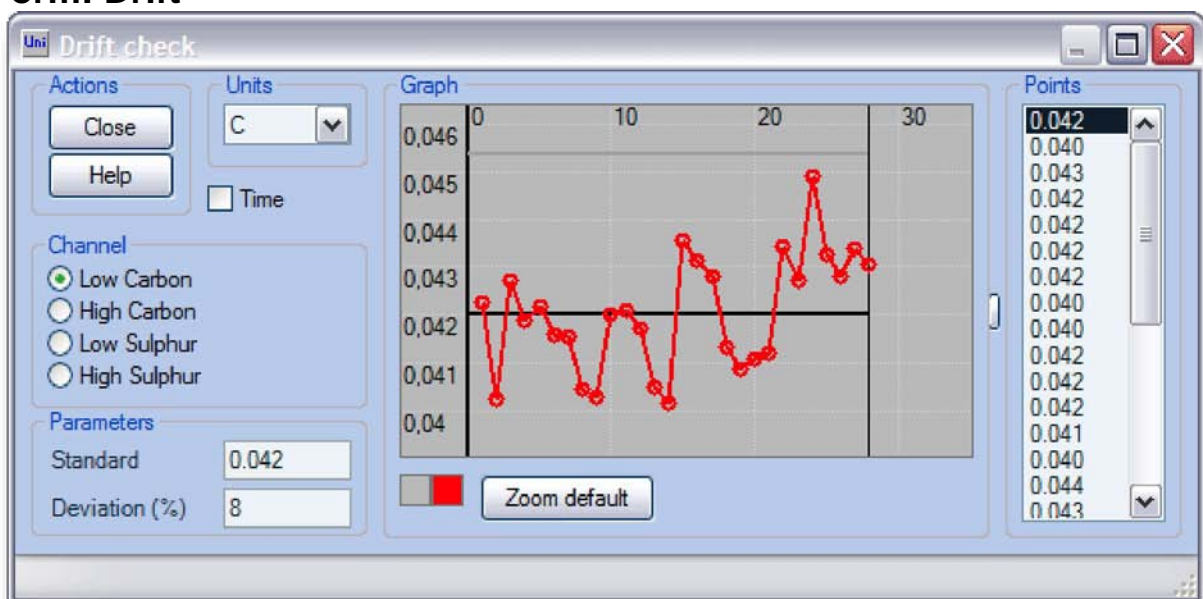 Drift check
Actions
Close
Help
Units
C
Time
Channel
Low Carbon
High Carbon
Low Sulphur
High Sulphur
Parameters
Standard 0.042
Deviation (%) 8
Graph
0 10 20 30
0,046
0,045
0,044
0,043
0,042
0,041
0,04
Zoom default
Points
0.042
0.040
0.043
0.042
0.042
0.042
0.042
0.040
0.040
0.042
0.042
0.042
0.041
0.040
0.044
0.043